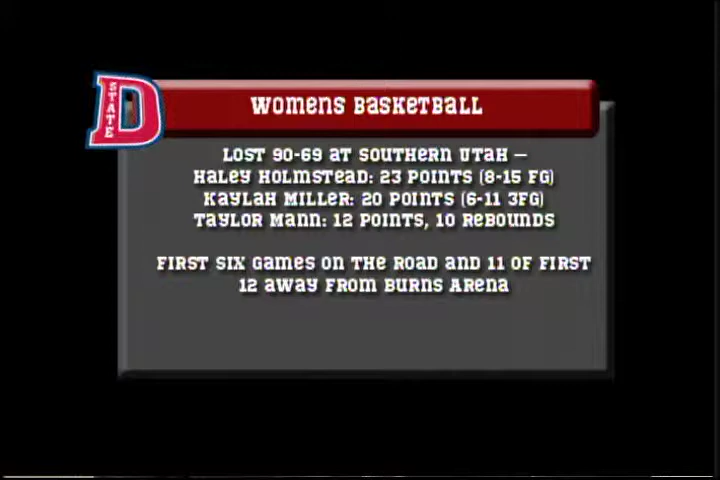 D
STATE
WOMENS BASKETBALL
LOST 90-69 AT SOUTHERN UTAH –
HALEY HOLMSTEAD: 23 POINTS (8-15 FG)
KAYLAH MILLER: 20 POINTS (6-11 3FG)
TAYLOR MANN: 12 POINTS, 10 REBOUNDS
FIRST SIX GAMES ON THE ROAD AND 11 OF FIRST
12 AWAY FROM BURNS ARENA